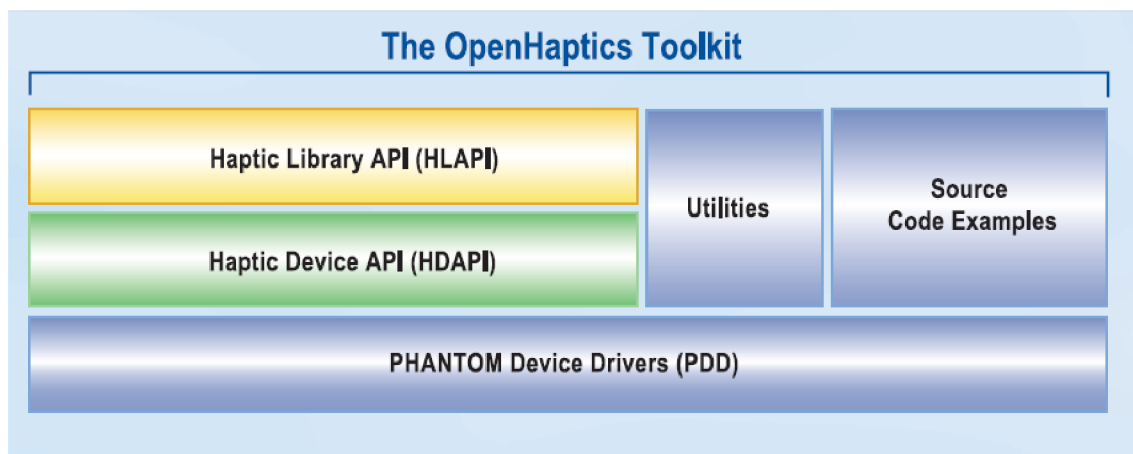 The OpenHaptics Toolkit
Haptic Library API (HLAPI)
Haptic Device API (HDAPI)
Utilities
Source
Code Examples
PHANTOM Device Drivers (PDD)